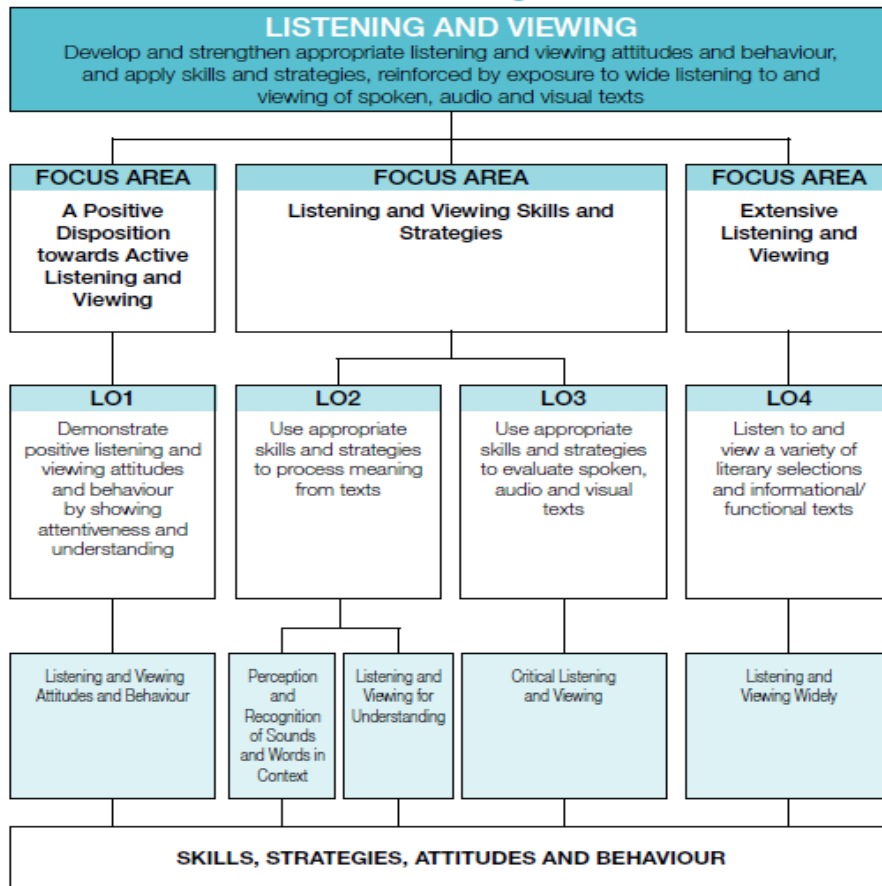 LISTENING AND VIEWING
Develop and strengthen appropriate listening and viewing attitudes and behaviour,
and apply skills and strategies, reinforced by exposure to wide listening to and
viewing of spoken, audio and visual texts
FOCUS AREA
A Positive
Disposition
towards Active
Listening and
Viewing
FOCUS AREA
Listening and Viewing Skills and
Strategies
FOCUS AREA
Extensive
Listening and
Viewing
LO1
Demonstrate
positive listening and
viewing attitudes
and behaviour
by showing
attentiveness and
understanding
LO2
Use appropriate
skills and strategies
to process meaning
from texts
LO3
Use appropriate
skills and strategies
to evaluate spoken,
audio and visual
texts
LO4
Listen to and
view a variety of
literary selections
and informational/
functional texts
Listening and Viewing
Attitudes and Behaviour
Perception
and
Recognition
of Sounds
and Words in
Context
Listening and
Viewing for
Understanding
Critical Listening
and Viewing
Listening and
Viewing Widely
SKILLS, STRATEGIES, ATTITUDES AND BEHAVIOUR